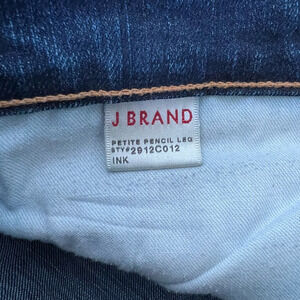 J BRAND
PETITE PENCIL LEG
STY#2912C012
INK